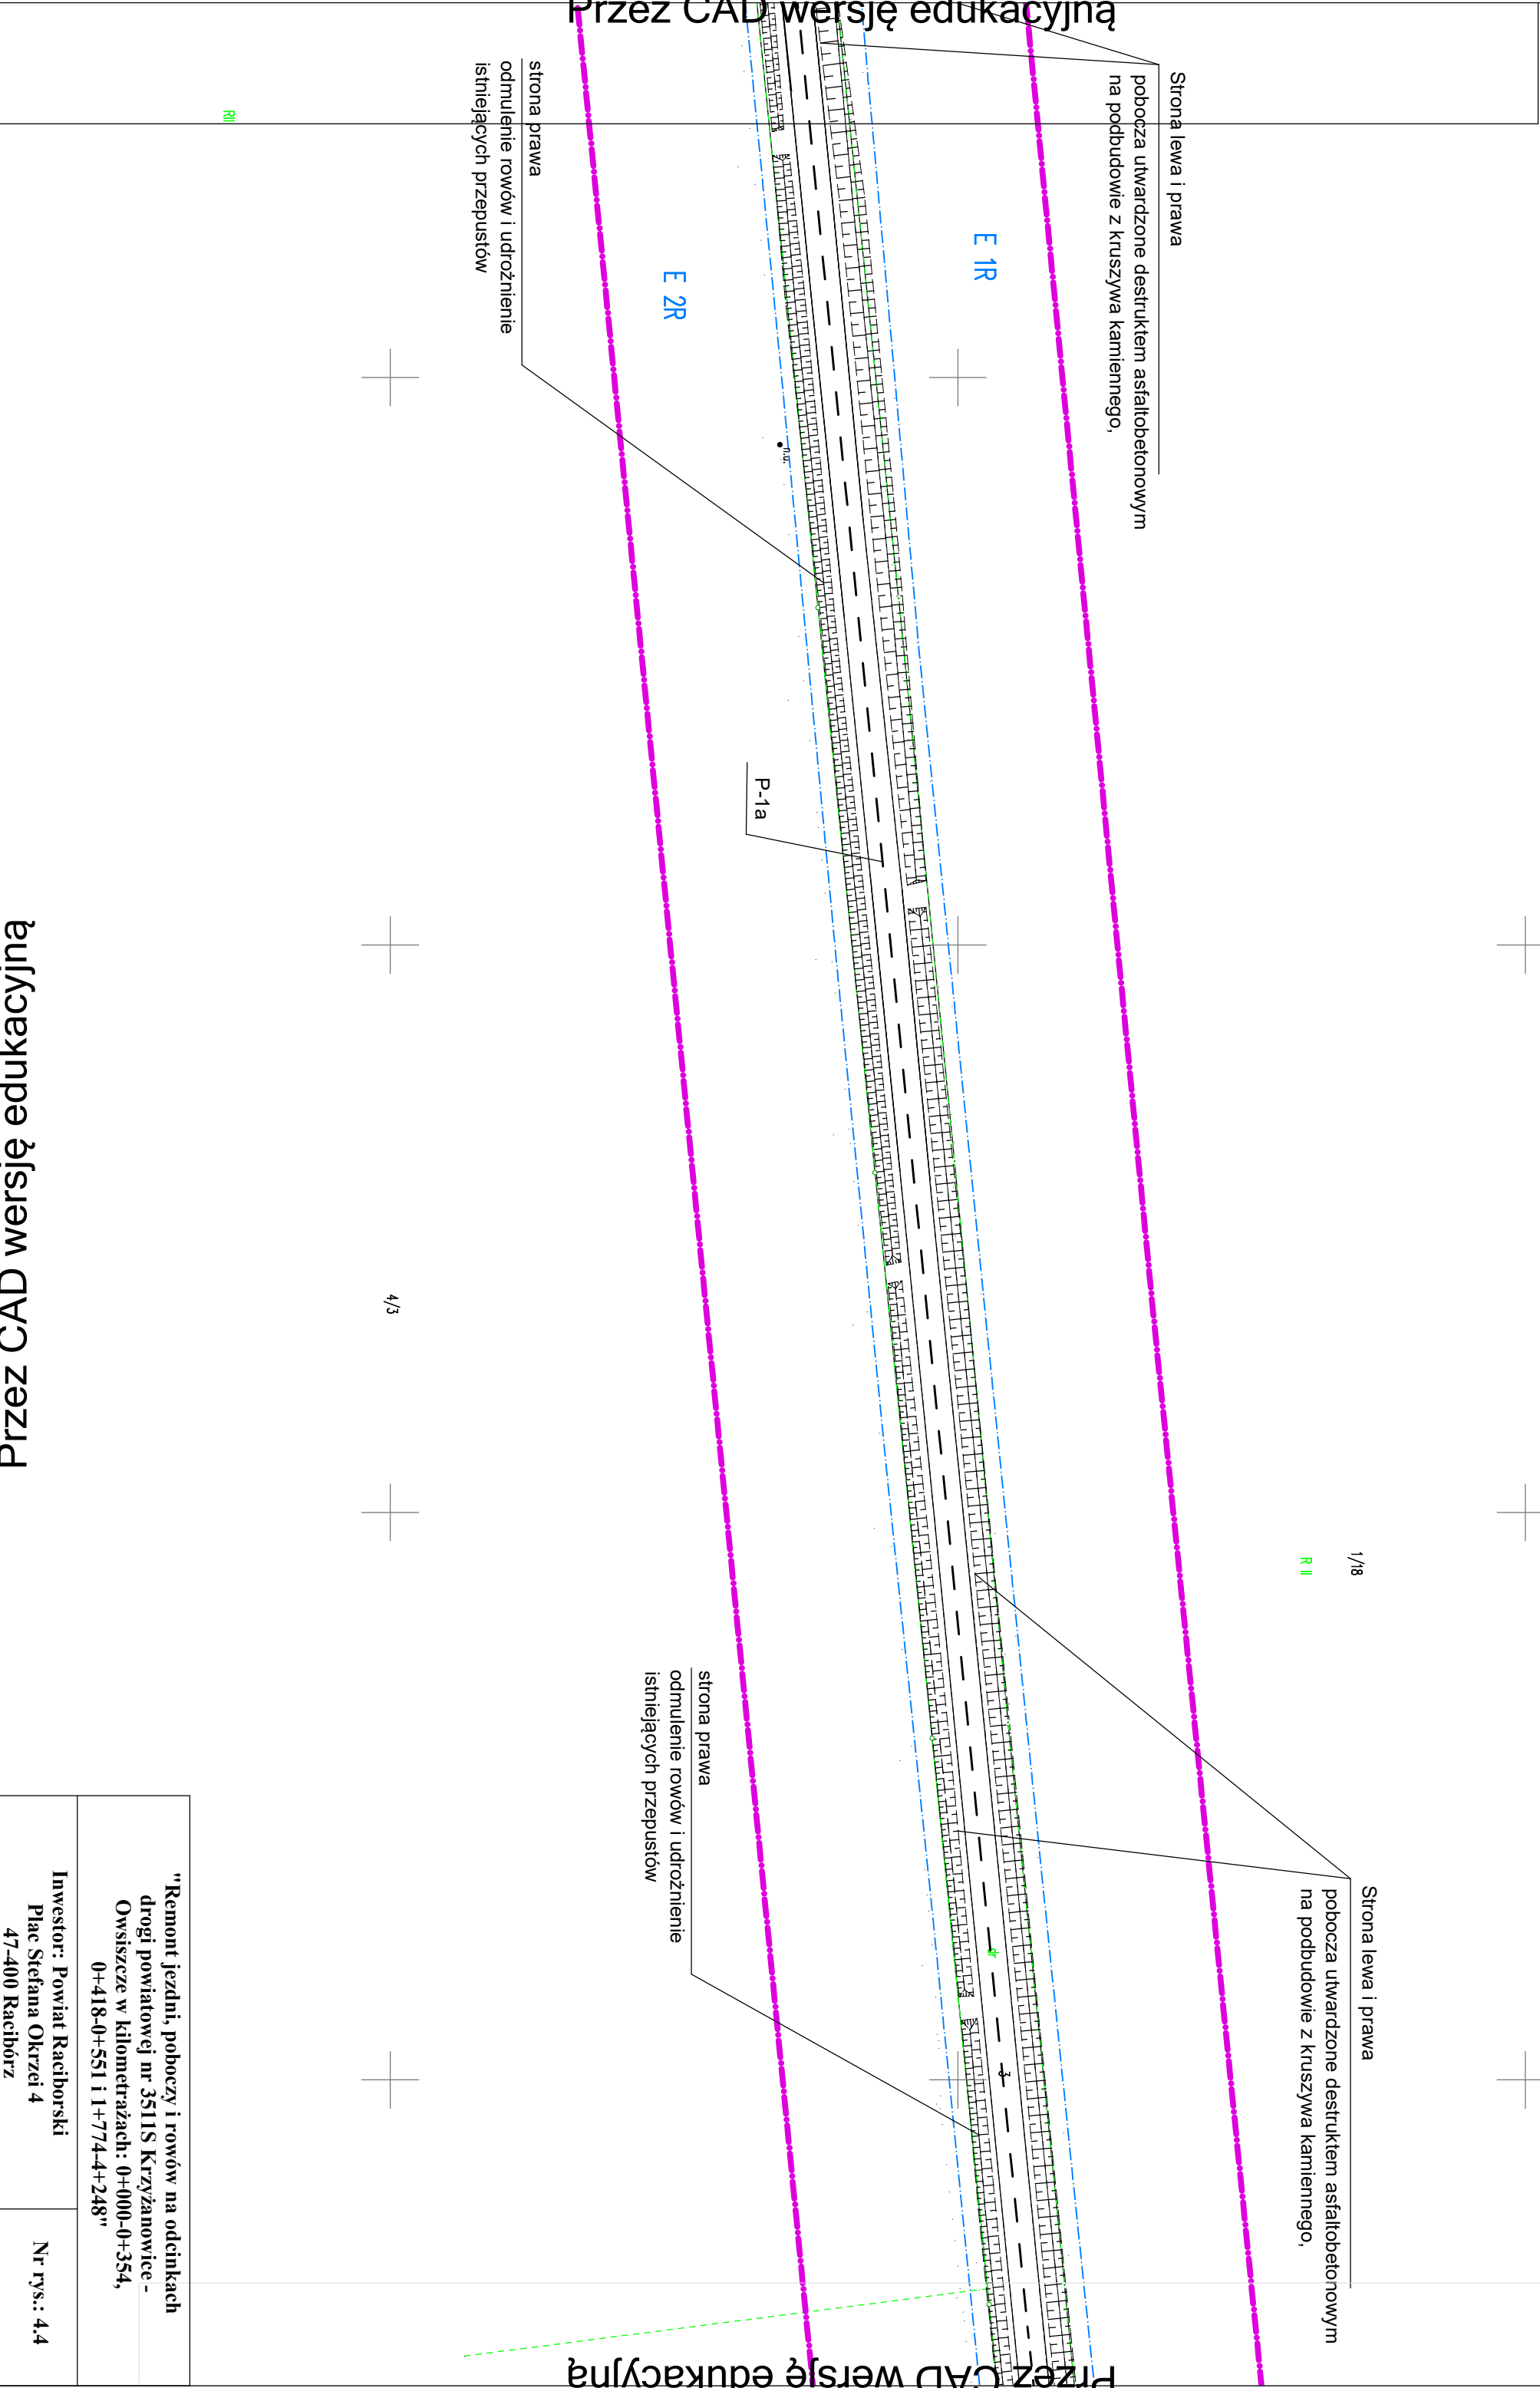 Przez CAD wersję edukacyjną
Strona lewa i prawa
pobocza utwardzone destruktem asfaltobetonowym
na podbudowie z kruszywa kamiennego,
strona prawa
odmulenie rowów i udrożnienie
istniejących przepustów
RII
E 1R
E 2R
n.u.
P-1a
Przez CAD wersję edukacyjną
4/3
1/18
R II
strona prawa
odmulenie rowów i udrożnienie
istniejących przepustów
Strona lewa i prawa
pobocza utwardzone destruktem asfaltobetonowym
na podbudowie z kruszywa kamiennego,
dr
3
"Remont jezdni, poboczy i rowów na odcinkach
drogi powiatowej nr 3511S Krzyżanowice -
Owsiszcze w kilometrażach: 0+000-0+354,
0+418-0+551 i 1+774-4+248"
Inwestor: Powiat Raciborski
Plac Stefana Okrzei 4
47-400 Racibórz
Nr rys.: 4.4
Przez CAD wersję edukacyjną